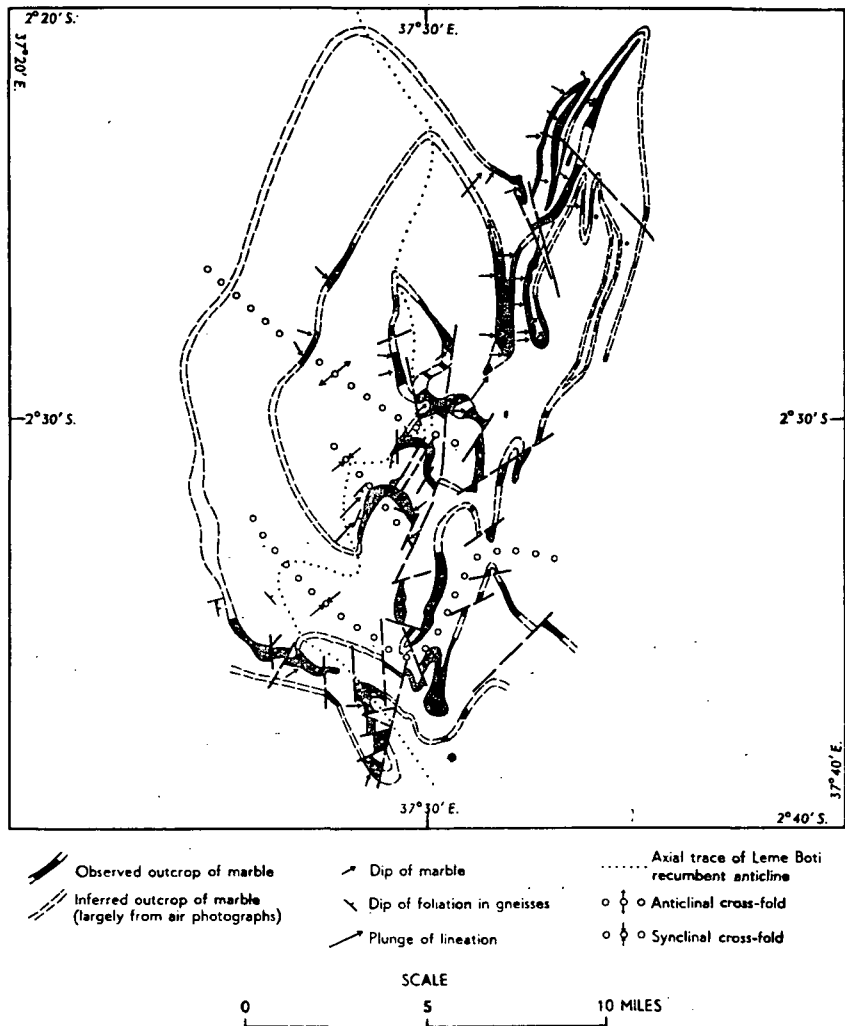 2°20' S.
37°30' E.
37°20' E.
2°30' S.
2°30' S
37°40' E.
37°30' E.
2°40' S.
Observed outcrop of marble
Inferred outcrop of marble
(largely from air photographs)
Dip of marble
Dip of foliation in gneisses
Plunge of lineation
Axial trace of Leme Boti
recumbent anticline
Anticlinal cross-fold
Synclinal cross-fold
SCALE
0 5 10 MILES